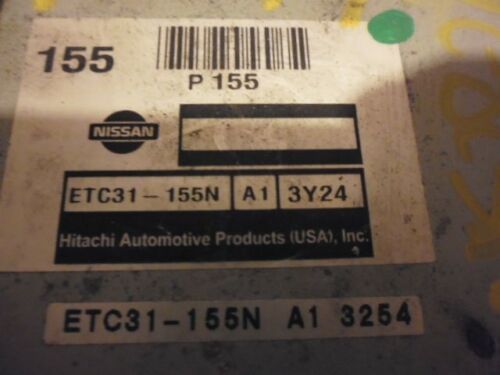 155
P 155
NISSAN
ETC31-155N A1 3Y24
Hitachi Automotive Products (USA), Inc.
ETC31-155N A1 3254